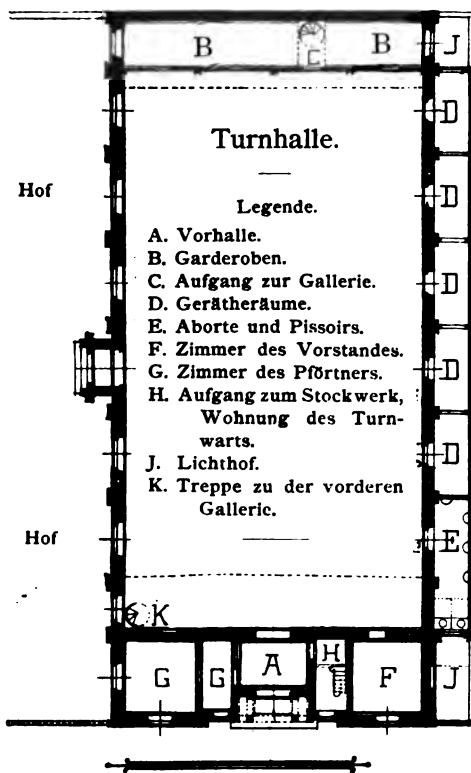 B B J
C
D
Turnhalle.
Hof
D
Legende.
A. Vorhalle.
B. Garderoben.
C. Aufgang zur Gallerie.
D. Gerätheräume.
D
E. Aborte und Pissoirs.
F. Zimmer des Vorstandes.
G. Zimmer des Pförtners.
D
H. Aufgang zum Stockwerk,
Wohnung des Turn-
warts.
D
J. Lichthof.
K. Treppe zu der vorderen
Gallerie.
Hof
E
K
G G A H F J